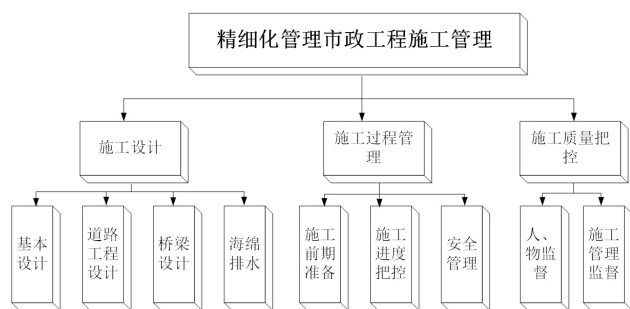 精细化管理市政工程施工管理
施工设计
施工过程管
理
施工质量把
控
基本
设计
道路
工程
设计
桥梁
设计
海绵
排水
施工
前期
准备
施工
进度
把控
安全
管理
人、
物监
督
施工
管理
监督